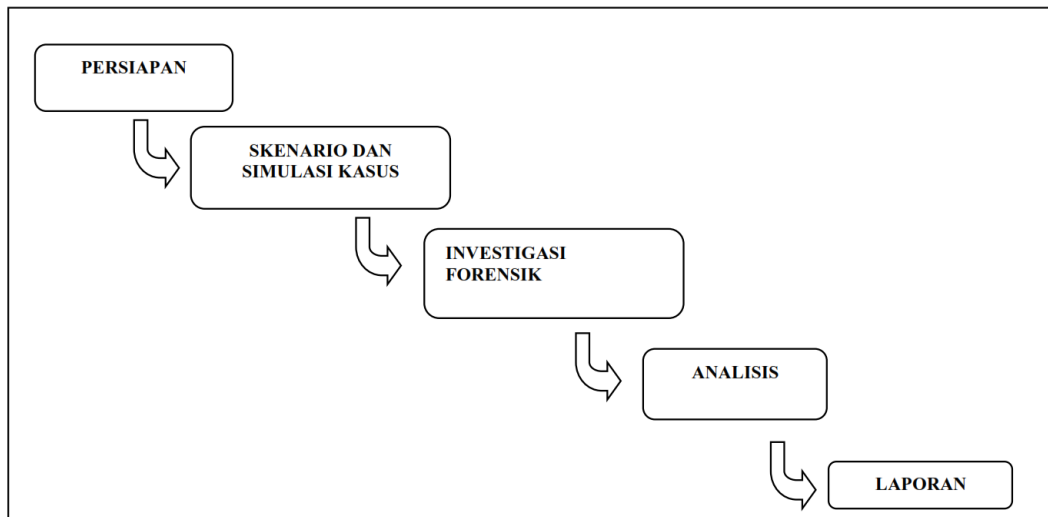 PERSIAPAN
SKENARIO DAN
SIMULASI KASUS
INVESTIGASI
FORENSIK
ANALISIS
LAPORAN